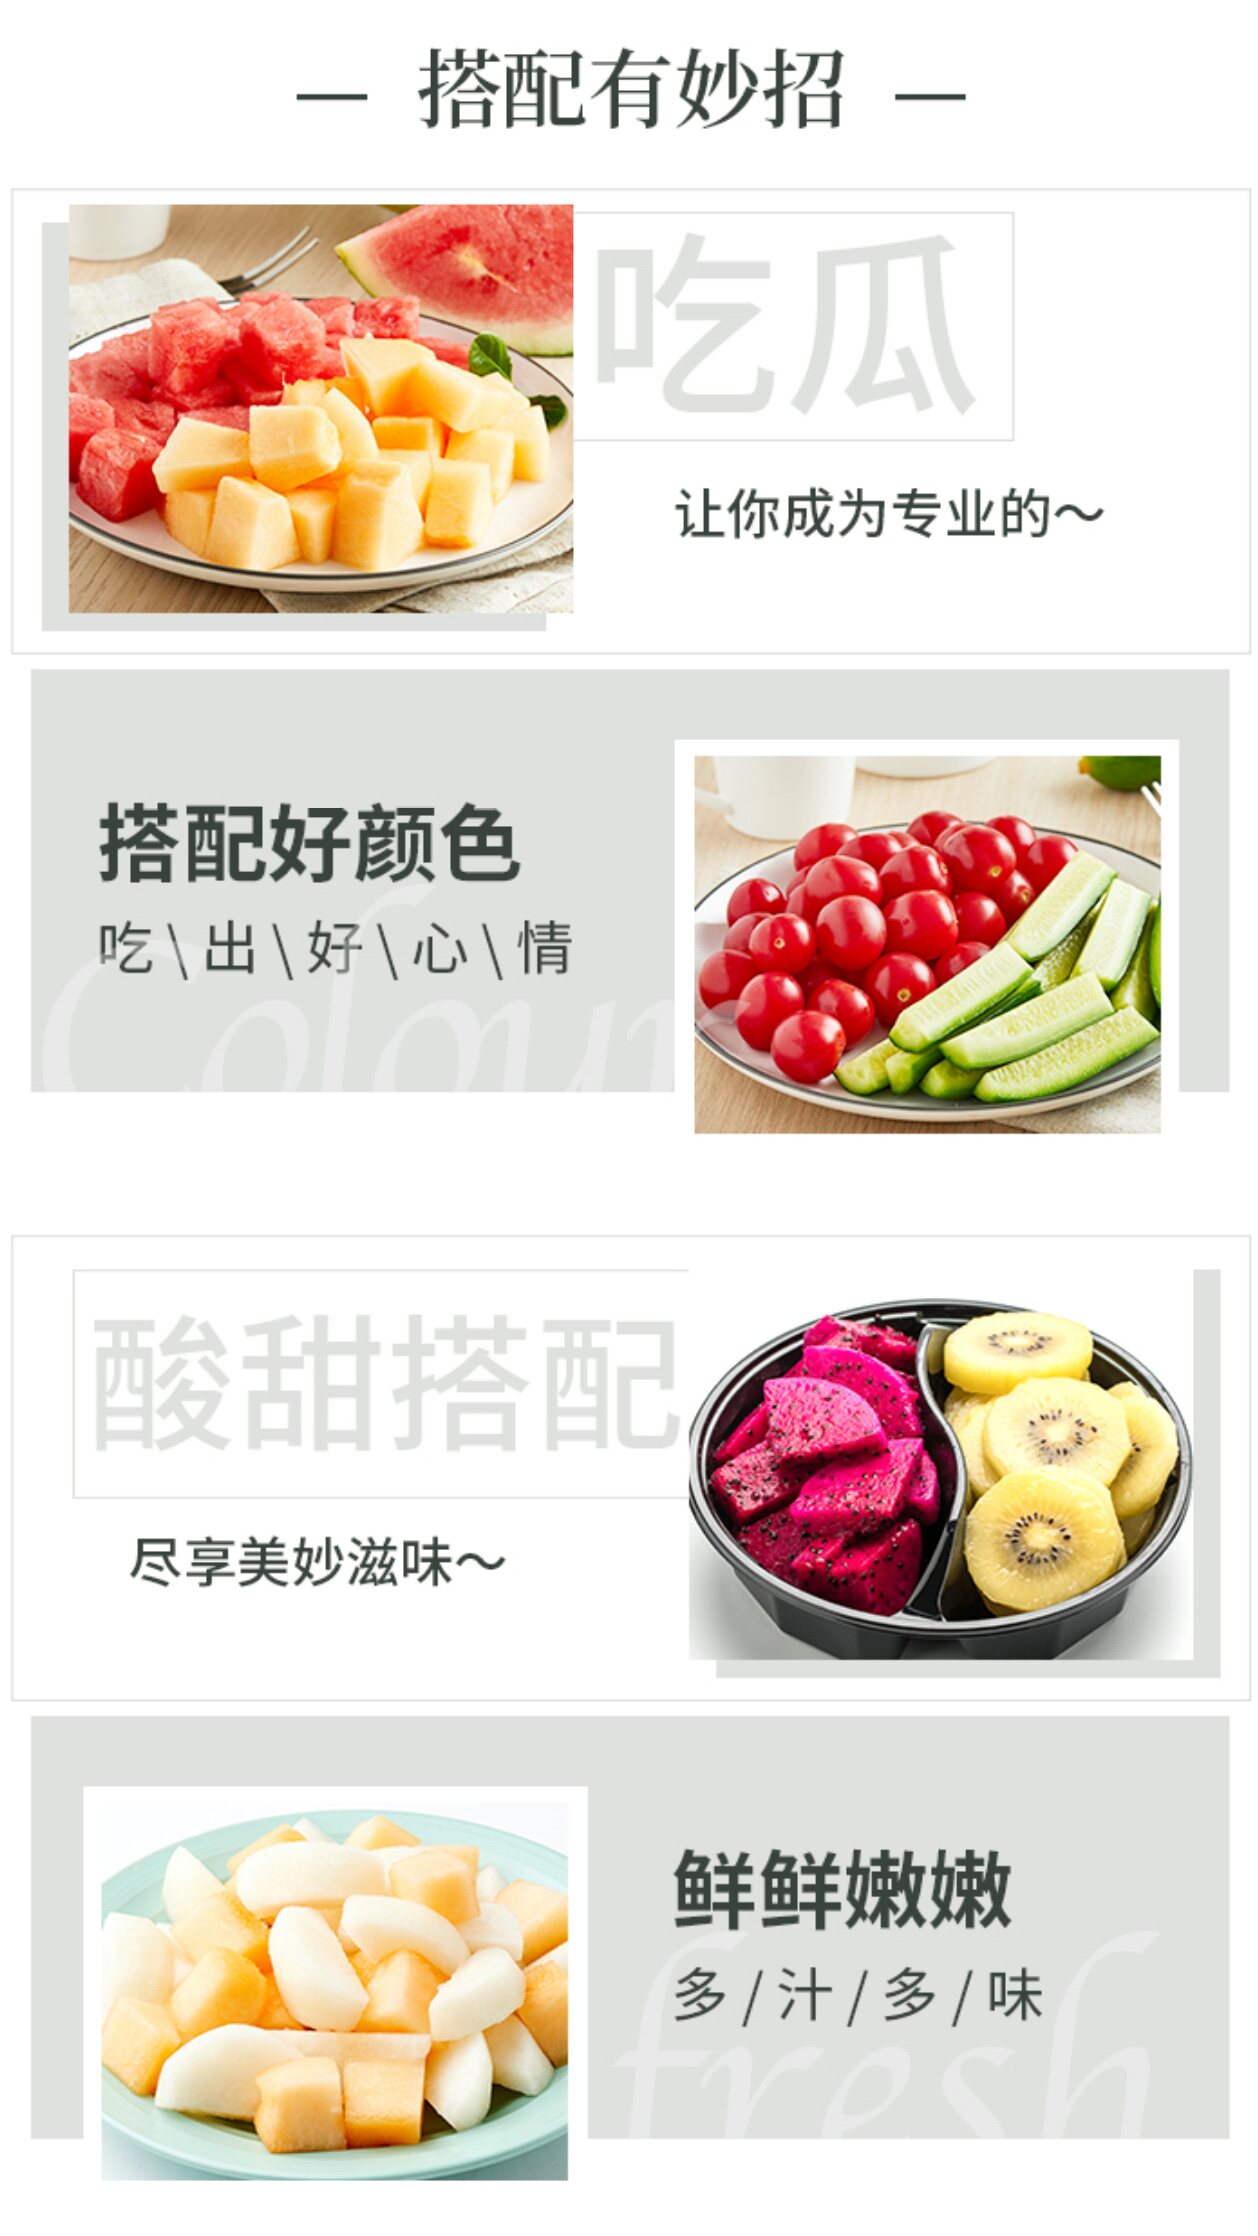 — 搭配有妙招 —
吃瓜
让你成为专业的～
搭配好颜色
吃\出\好\心\情
Colour
酸甜搭配
尽享美妙滋味～
鲜鲜嫩嫩
多/汁/多/味
fresh